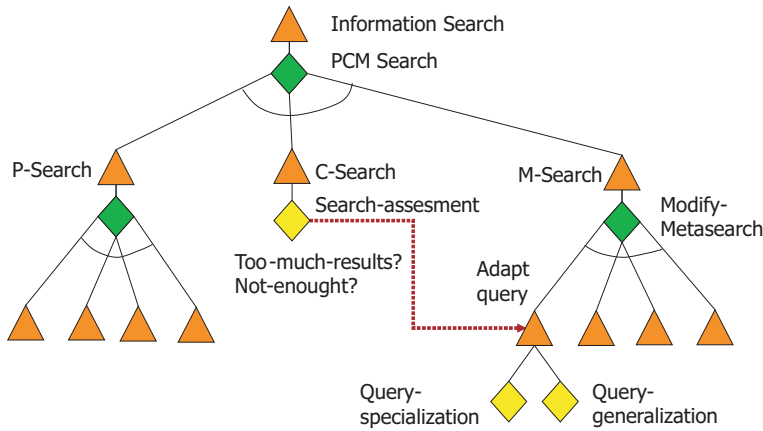 Information Search
PCM Search
P-Search
C-Search
M-Search
Search-assesment
Modify-
Metasearch
Too-much-results?
Not-enought?
Adapt
query
Query-
specialization
Query-
generalization